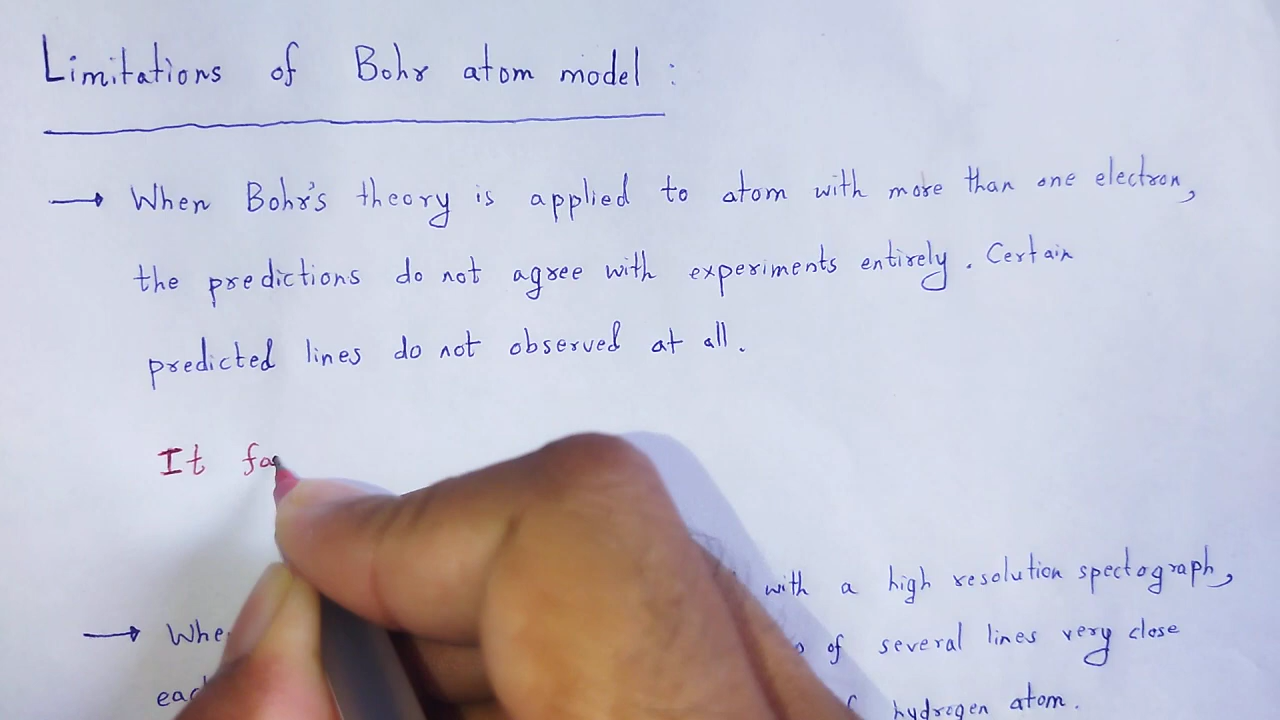 Limitations of Bohr atom model :
→ When Bohr's theory is applied to atom with more than one electron,
the predictions do not agree with experiments entirely. Certain
predicted lines do not observed at all.
It fa
with a high resolution spectograph,
→ Whe
of several lines very close
eac
hydrogen atom.